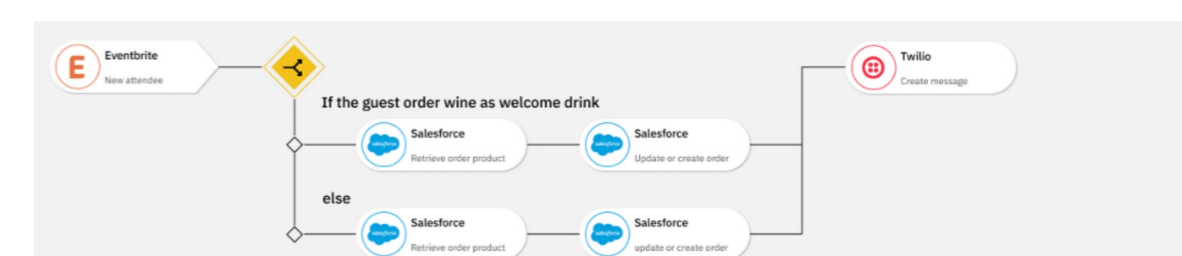 Eventbrite
New attendee
Twilio
Create message
If the guest order wine as welcome drink
Salesforce
Retrieve order product
Salesforce
Update or create order
else
Salesforce
Retrieve order product
Salesforce
update or create order